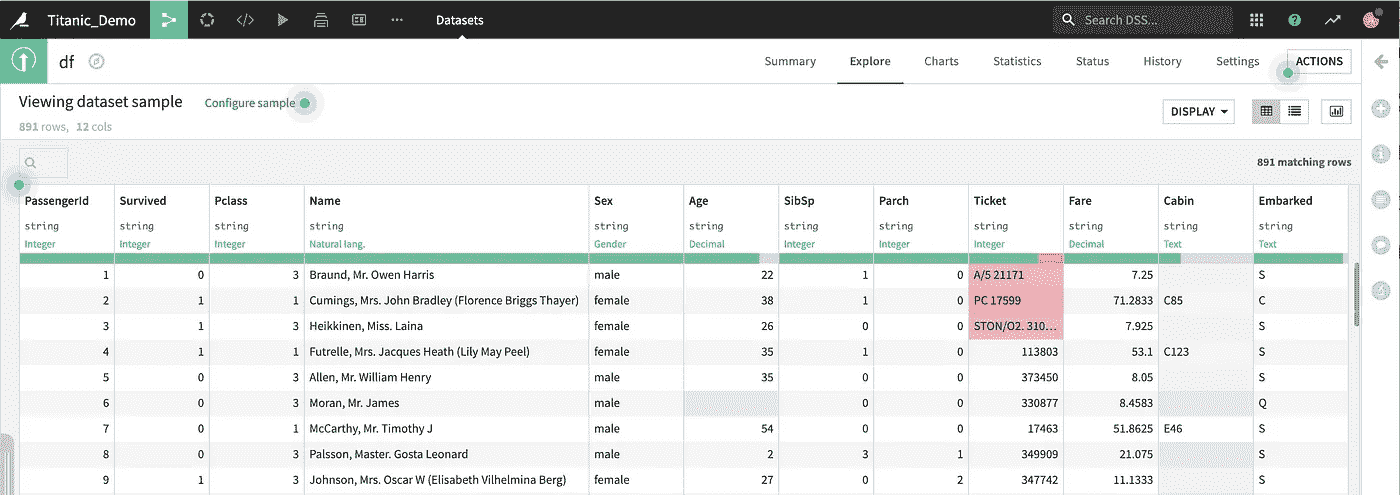 Titanic_Demo </> ... Datasets Search DSS... ?
df Summary Explore Charts Statistics Status History Settings ACTIONS
Viewing dataset sample Configure sample DISPLAY
891 rows, 12 cols
891 matching rows
PassengerId Survived Pclass Name Sex Age SibSp Parch Ticket Fare Cabin Embarked
string string string string string string string string string string string string
Integer Integer Integer Natural lang. Gender Decimal Integer Integer Integer Decimal Text Text
1 0 3 Braund, Mr. Owen Harris male 22 1 0 A/5 21171 7.25 S
2 1 1 Cumings, Mrs. John Bradley (Florence Briggs Thayer) female 38 1 0 PC 17599 71.2833 C85 C
3 1 3 Heikkinen, Miss. Laina female 26 0 0 STON/O2. 310... 7.925 S
4 1 1 Futrelle, Mrs. Jacques Heath (Lily May Peel) female 35 1 0 113803 53.1 C123 S
5 0 3 Allen, Mr. William Henry male 35 0 0 373450 8.05 S
6 0 3 Moran, Mr. James male 0 0 330877 8.4583 Q
7 0 1 McCarthy, Mr. Timothy J male 54 0 0 17463 51.8625 E46 S
8 0 3 Palsson, Master. Gosta Leonard male 2 3 1 349909 21.075 S
9 1 3 Johnson, Mrs. Oscar W (Elisabeth Vilhelmina Berg) female 27 0 2 347742 11.1333 S